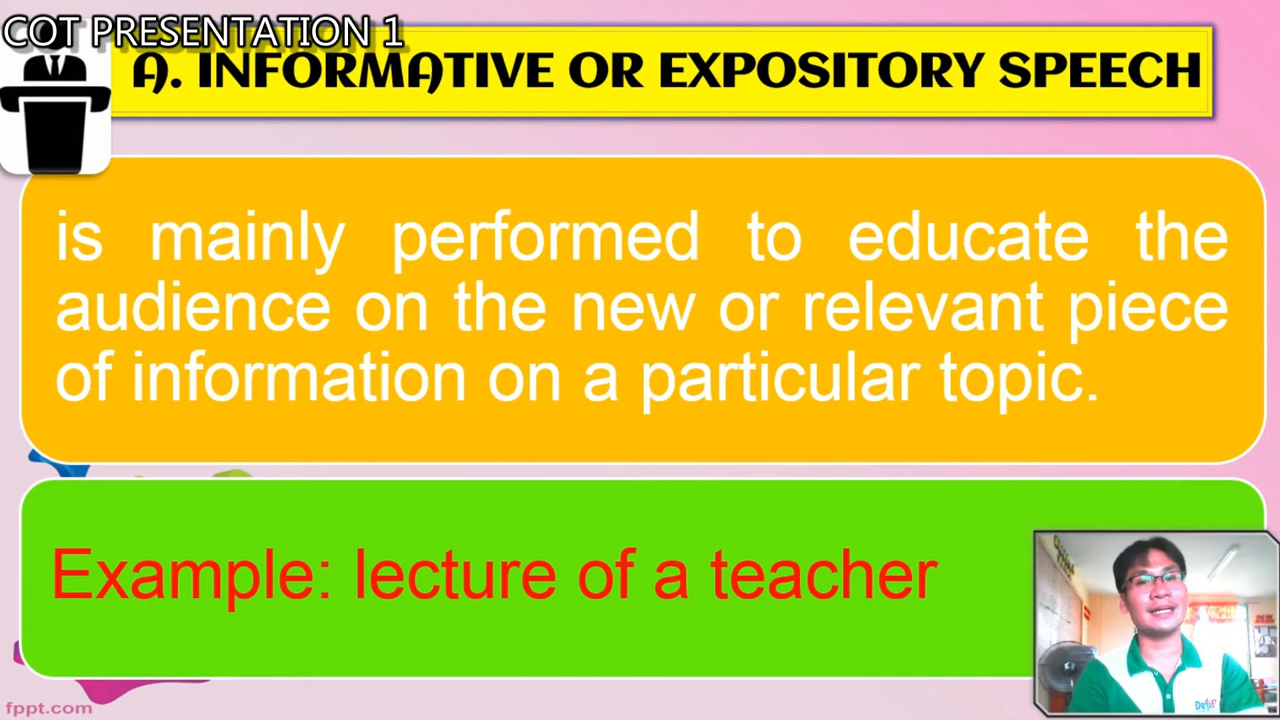 COT PRESENTATION 1
A. INFORMATIVE OR EXPOSITORY SPEECH
is mainly performed to educate the
audience on the new or relevant piece
of information on a particular topic.
Example: lecture of a teacher
fppt.com